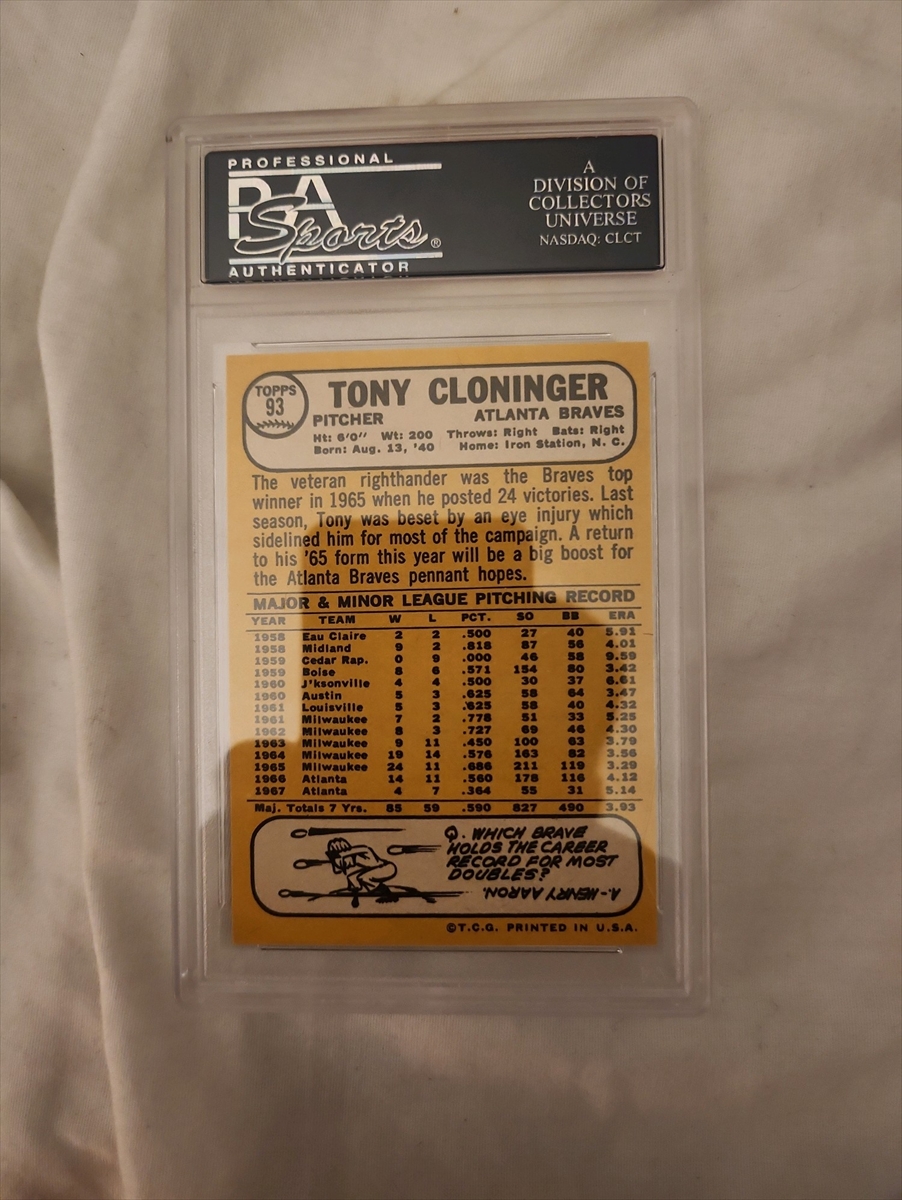 PROFESSIONAL
PSA
Sports®
AUTHENTICATOR
A
DIVISION OF
COLLECTORS
UNIVERSE
NASDAQ: CLCT
TOPPS
93
TONY CLONINGER
PITCHER ATLANTA BRAVES
Ht: 6'0" Wt: 200 Throws: Right Bats: Right
Born: Aug. 13, '40 Home: Iron Station, N. C.
The veteran righthander was the Braves top
winner in 1965 when he posted 24 victories. Last
season, Tony was beset by an eye injury which
sidelined him for most of the campaign. A return
to his '65 form this year will be a big boost for
the Atlanta Braves pennant hopes.
MAJOR & MINOR LEAGUE PITCHING RECORD
YEAR TEAM W L PCT. SO BB ERA
1958 Eau Claire 2 2 .500 27 40 5.91
1958 Midland 9 2 .818 87 56 4.01
1959 Cedar Rap. 0 9 .000 46 58 9.59
1959 Boise 8 6 .571 154 80 3.42
1960 J'ksonville 4 4 .500 30 37 6.61
1960 Austin 5 3 .625 58 64 3.47
1961 Louisville 5 3 .625 58 40 4.32
1961 Milwaukee 7 2 .778 51 33 5.25
1962 Milwaukee 8 3 .727 69 46 4.30
1963 Milwaukee 9 11 .450 100 63 3.79
1964 Milwaukee 19 14 .576 163 82 3.56
1965 Milwaukee 24 11 .686 211 119 3.29
1966 Atlanta 14 11 .560 178 116 4.12
1967 Atlanta 4 7 .364 55 31 5.14
Maj. Totals 7 Yrs. 85 59 .590 827 490 3.93
Q. WHICH BRAVE
HOLDS THE CAREER
RECORD FOR MOST
DOUBLES?
A-HENRY AARON.
©T.C.G. PRINTED IN U.S.A.